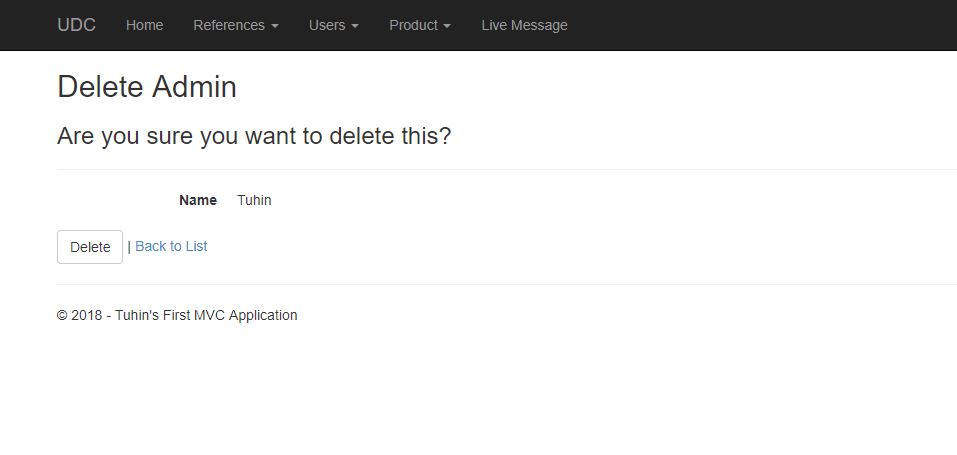 UDC Home References Users Product Live Message
Delete Admin
Are you sure you want to delete this?
Name Tuhin
Delete | Back to List
© 2018 - Tuhin's First MVC Application